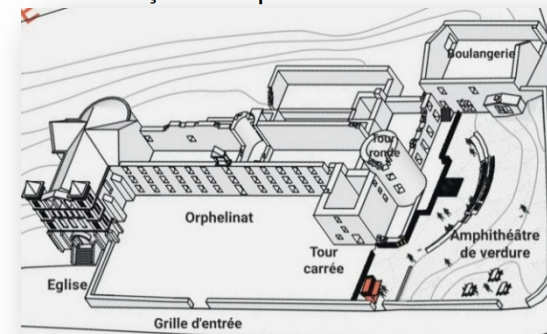 Boulangerie
Tour
ronde
Orphelinat
Amphithéâtre
de verdure
Tour
carrée
Eglise
Grille d'entrée